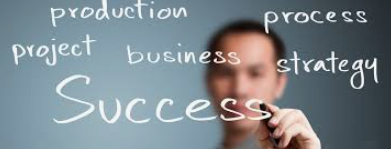 production process
project business strategy
Success